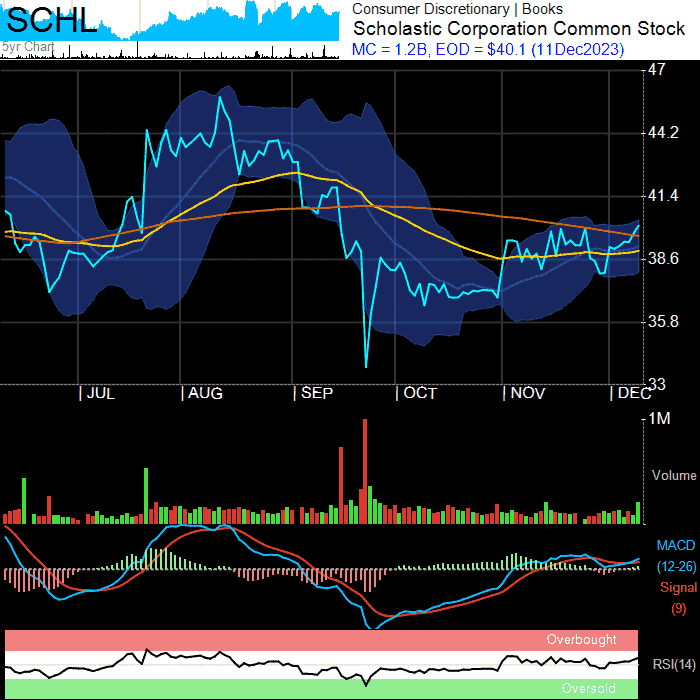 SCHL
5yr Chart
Consumer Discretionary | Books
Scholastic Corporation Common Stock
MC = 1.2B, EOD = $40.1 (11Dec2023)
47
44.2
41.4
38.6
35.8
33
| JUL | AUG | SEP | OCT | NOV | DEC
1M
Volume
MACD
(12-26)
Signal
(9)
Overbought
RSI(14)
Oversold